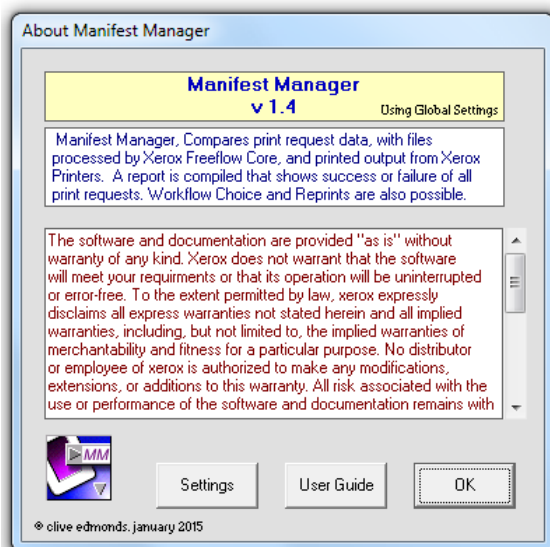 About Manifest Manager
Manifest Manager
v 1.4
Using Global Settings
Manifest Manager, Compares print request data, with files
processed by Xerox Freeflow Core, and printed output from Xerox
Printers. A report is compiled that shows success or failure of all
print requests. Workflow Choice and Reprints are also possible.
The software and documentation are provided "as is" without
warranty of any kind. Xerox does not warrant that the software
will meet your requirments or that its operation will be uninterrupted
or error-free. To the extent permitted by law, xerox expressly
disclaims all express warranties not stated herein and all implied
warranties, including, but not limited to, the implied warranties of
merchantability and fitness for a particular purpose. No distributor
or employee of xerox is authorized to make any modifications,
extensions, or additions to this warranty. All risk associated with the
use or performance of the software and documentation remains with
MM
Settings
User Guide
OK
® clive edmonds. january 2015